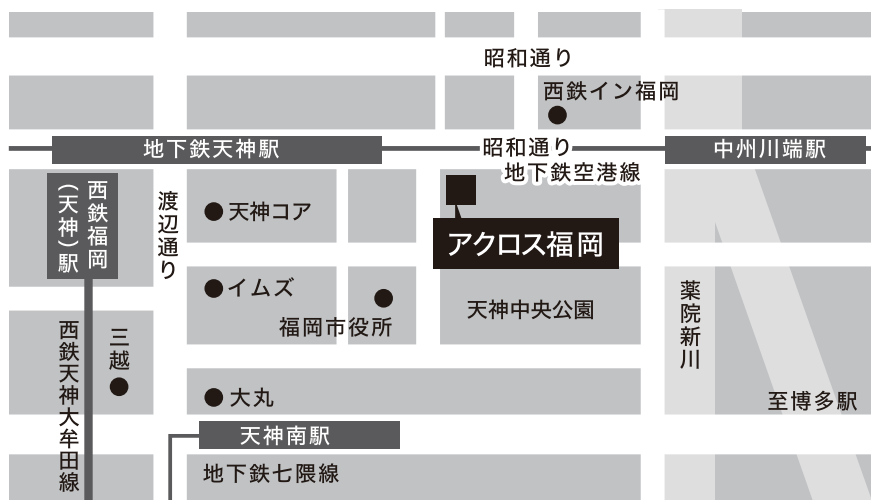 昭和通り
西鉄イン福岡
地下鉄天神駅
昭和通り
中州川端駅
地下鉄空港線
西鉄福岡
（天神）駅
渡辺通り
天神コア
アクロス福岡
イムズ
福岡市役所
天神中央公園
薬院新川
西鉄天神大牟田線
三越
大丸
至博多駅
天神南駅
地下鉄七隈線